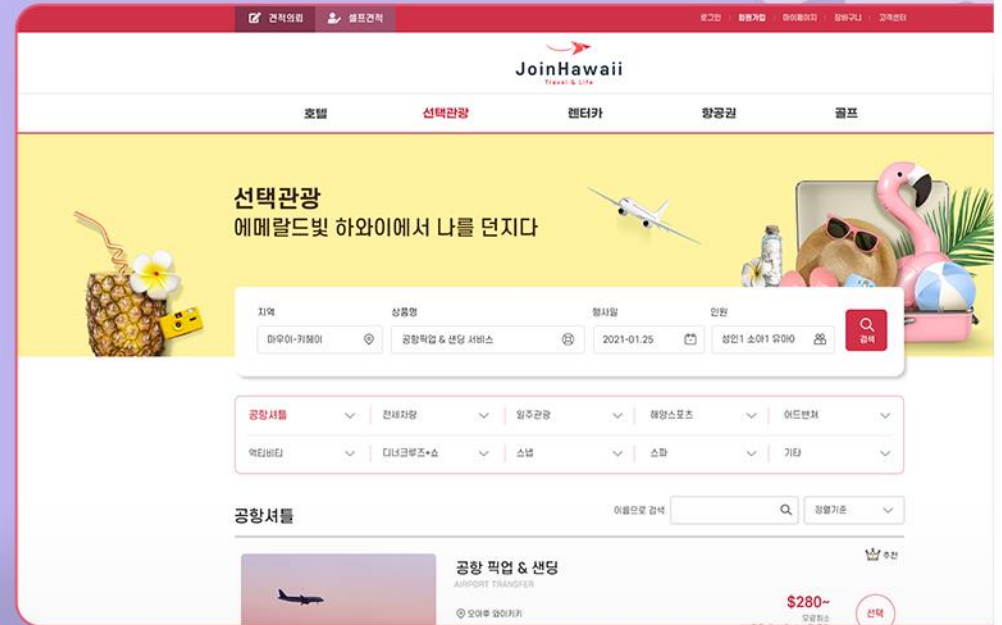 견적의뢰 셀프견적 로그인 회원가입 마이페이지 장바구니 고객센터
JoinHawaii
Travel & Life
호텔 선택관광 렌터카 항공권 골프
선택관광
에메랄드빛 하와이에서 나를 던지다
지역 상품명 행사일 인원
마우이-키헤이 공항픽업 & 샌딩 서비스 2021-01.25 성인1 소아1 유아0 검색
공항셔틀 전세차량 일주관광 해양스포츠 어드벤쳐
액티비티 디너크루즈+쇼 스냅 스파 기타
공항셔틀 이름으로 검색 정렬기준
추천
공항 픽업 & 샌딩
AIRPORT TRANSFER
$280~
오아후 와이키키 선택
무료취소